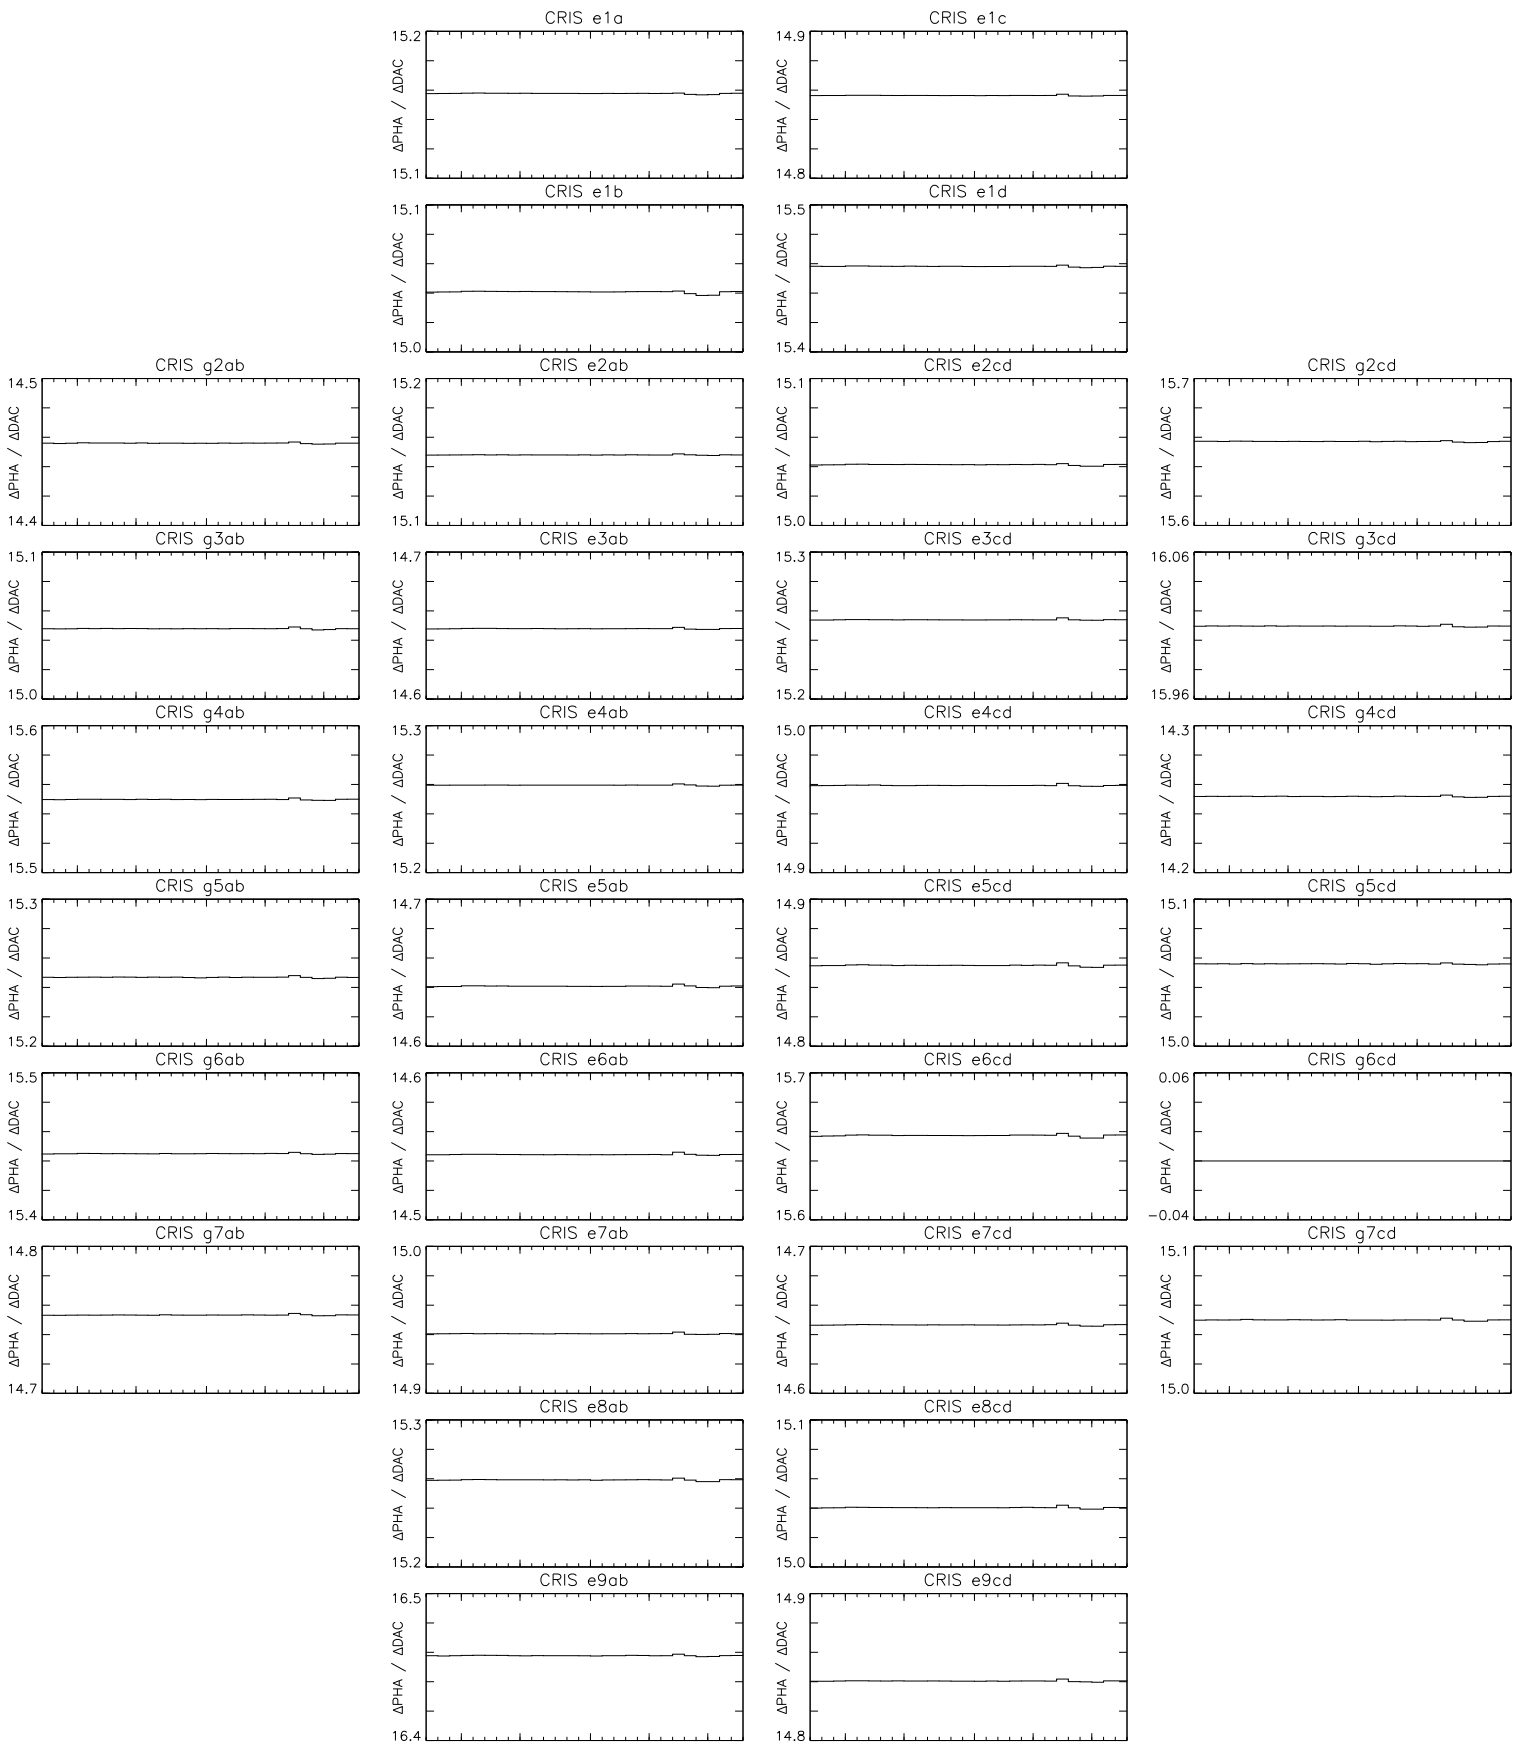 CRIS e1a
CRIS e1c
15.2
ΔPHA / ΔDAC
15.1
14.9
ΔPHA / ΔDAC
14.8
CRIS e1b
CRIS e1d
15.1
ΔPHA / ΔDAC
15.0
15.5
ΔPHA / ΔDAC
15.4
CRIS g2ab
CRIS e2ab
CRIS e2cd
CRIS g2cd
14.5
ΔPHA / ΔDAC
14.4
15.2
ΔPHA / ΔDAC
15.1
15.1
ΔPHA / ΔDAC
15.0
15.7
ΔPHA / ΔDAC
15.6
CRIS g3ab
CRIS e3ab
CRIS e3cd
CRIS g3cd
15.1
ΔPHA / ΔDAC
15.0
14.7
ΔPHA / ΔDAC
14.6
15.3
ΔPHA / ΔDAC
15.2
16.06
ΔPHA / ΔDAC
15.96
CRIS g4ab
CRIS e4ab
CRIS e4cd
CRIS g4cd
15.6
ΔPHA / ΔDAC
15.5
15.3
ΔPHA / ΔDAC
15.2
15.0
ΔPHA / ΔDAC
14.9
14.3
ΔPHA / ΔDAC
14.2
CRIS g5ab
CRIS e5ab
CRIS e5cd
CRIS g5cd
15.3
ΔPHA / ΔDAC
15.2
14.7
ΔPHA / ΔDAC
14.6
14.9
ΔPHA / ΔDAC
14.8
15.1
ΔPHA / ΔDAC
15.0
CRIS g6ab
CRIS e6ab
CRIS e6cd
CRIS g6cd
15.5
ΔPHA / ΔDAC
15.4
14.6
ΔPHA / ΔDAC
14.5
15.7
ΔPHA / ΔDAC
15.6
0.06
ΔPHA / ΔDAC
−0.04
CRIS g7ab
CRIS e7ab
CRIS e7cd
CRIS g7cd
14.8
ΔPHA / ΔDAC
14.7
15.0
ΔPHA / ΔDAC
14.9
14.7
ΔPHA / ΔDAC
14.6
15.1
ΔPHA / ΔDAC
15.0
CRIS e8ab
CRIS e8cd
15.3
ΔPHA / ΔDAC
15.2
15.1
ΔPHA / ΔDAC
15.0
CRIS e9ab
CRIS e9cd
16.5
ΔPHA / ΔDAC
16.4
14.9
ΔPHA / ΔDAC
14.8